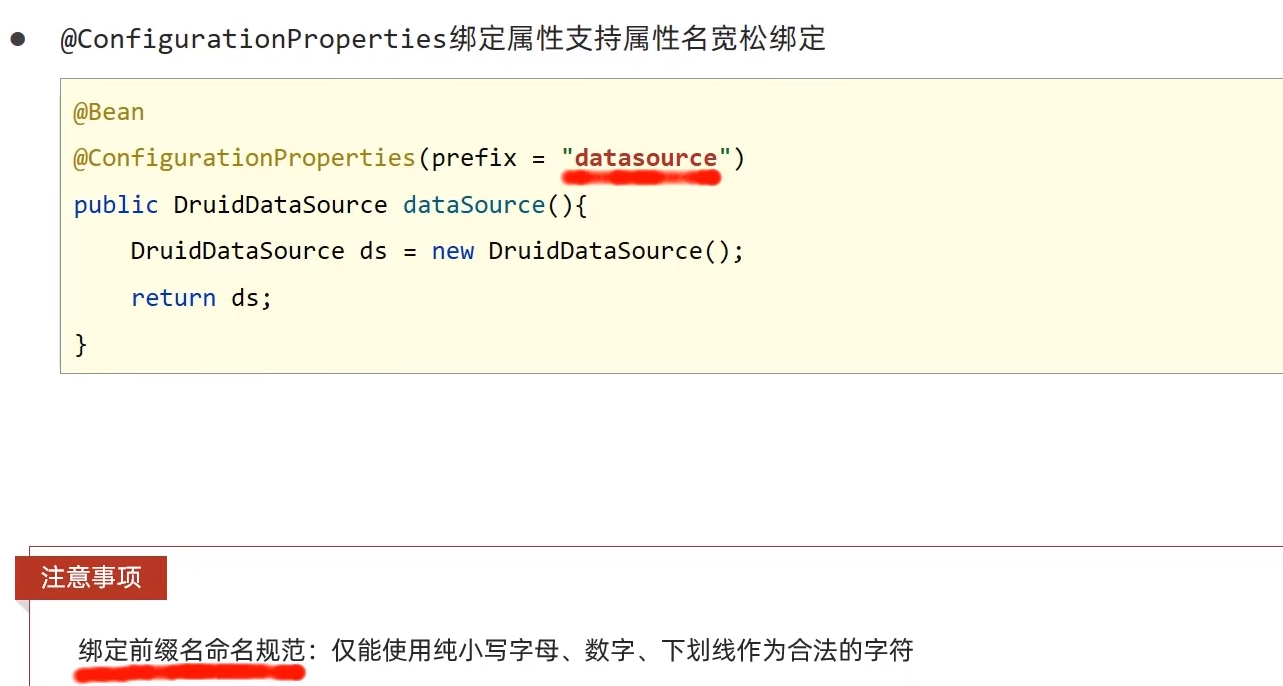 ● @ConfigurationProperties绑定属性支持属性名宽松绑定
@Bean
@ConfigurationProperties(prefix = "datasource")
public DruidDataSource dataSource(){
    DruidDataSource ds = new DruidDataSource();
    return ds;
}
注意事项
绑定前缀名命名规范：仅能使用纯小写字母、数字、下划线作为合法的字符